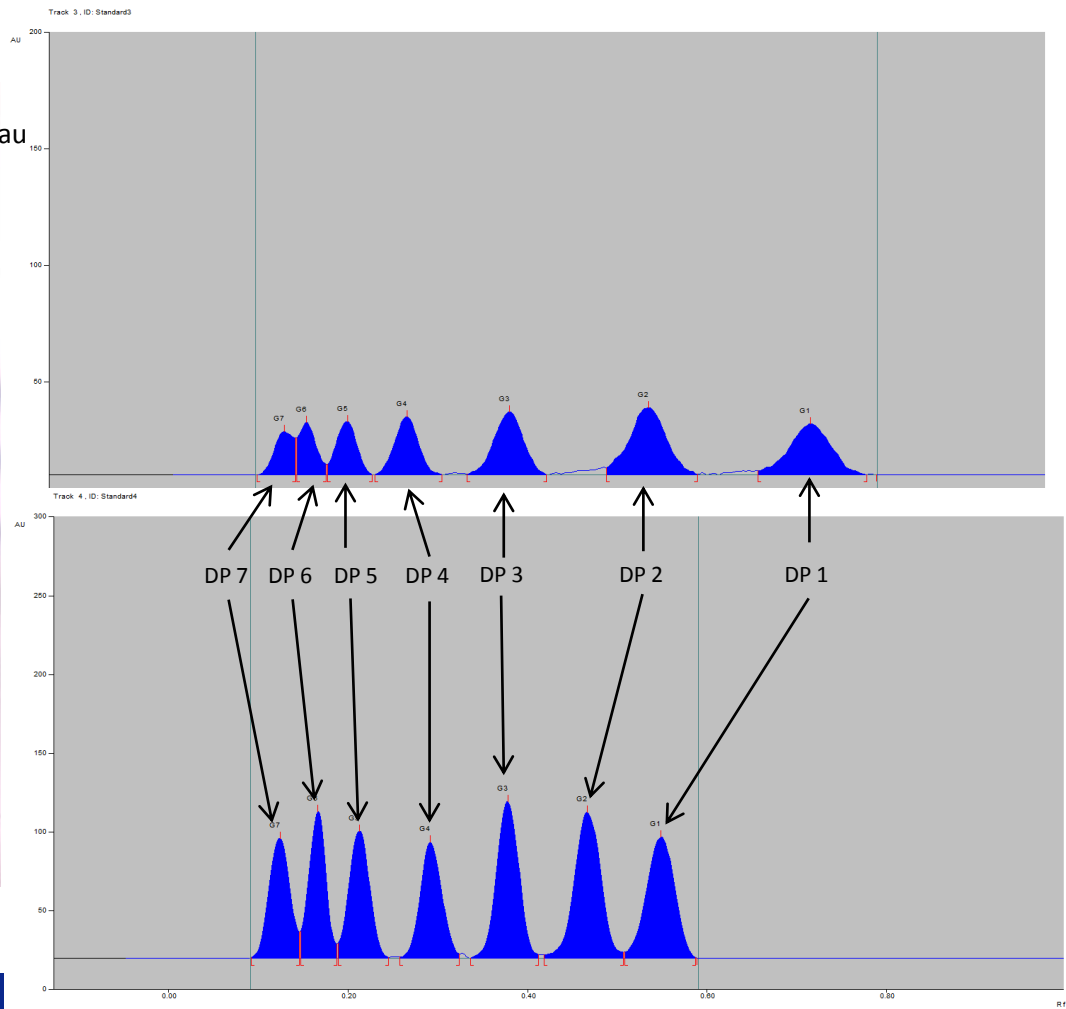 Track 3 , ID: Standard3
AU
200
au
150
100
50
G7
G6
G5
G4
G3
G2
G1
Track 4 , ID: Standard4
AU
300
DP 7
DP 6
DP 5
DP 4
DP 3
DP 2
DP 1
250
200
150
100
50
0
G7
G4
G3
G2
G1
0.00
0.20
0.40
0.60
0.80
Rf